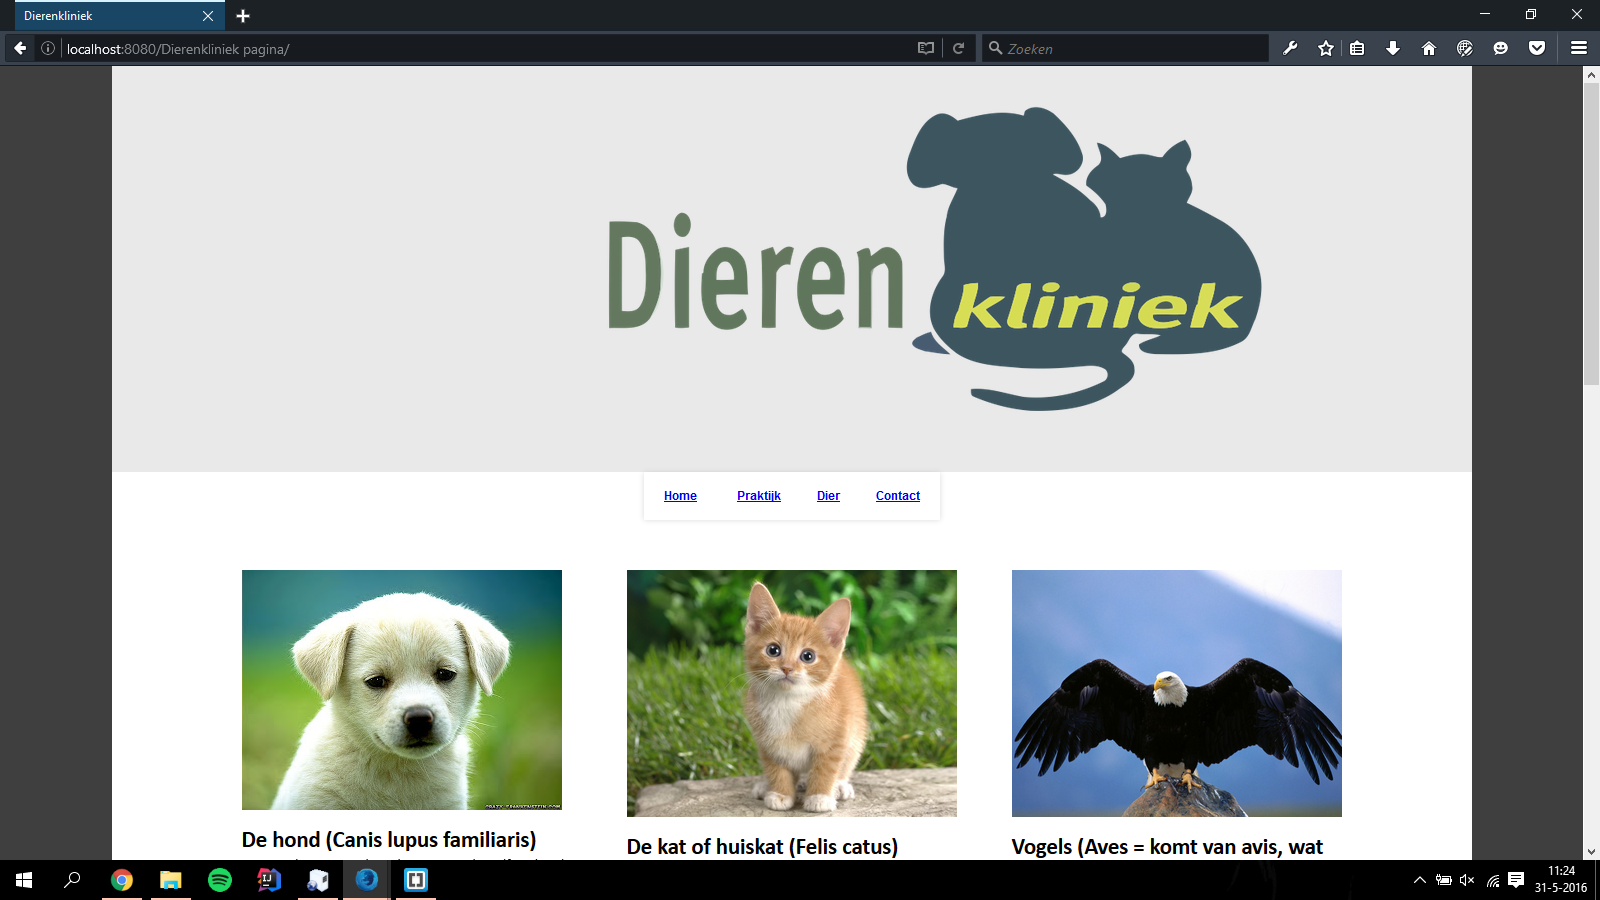 Dierenkliniek
localhost:8080/Dierenkliniek pagina/
Zoeken
Dieren
kliniek
Home Praktijk Dier Contact
De hond (Canis lupus familiaris)
De kat of huiskat (Felis catus)
Vogels (Aves = komt van avis, wat
11:24
31-5-2016